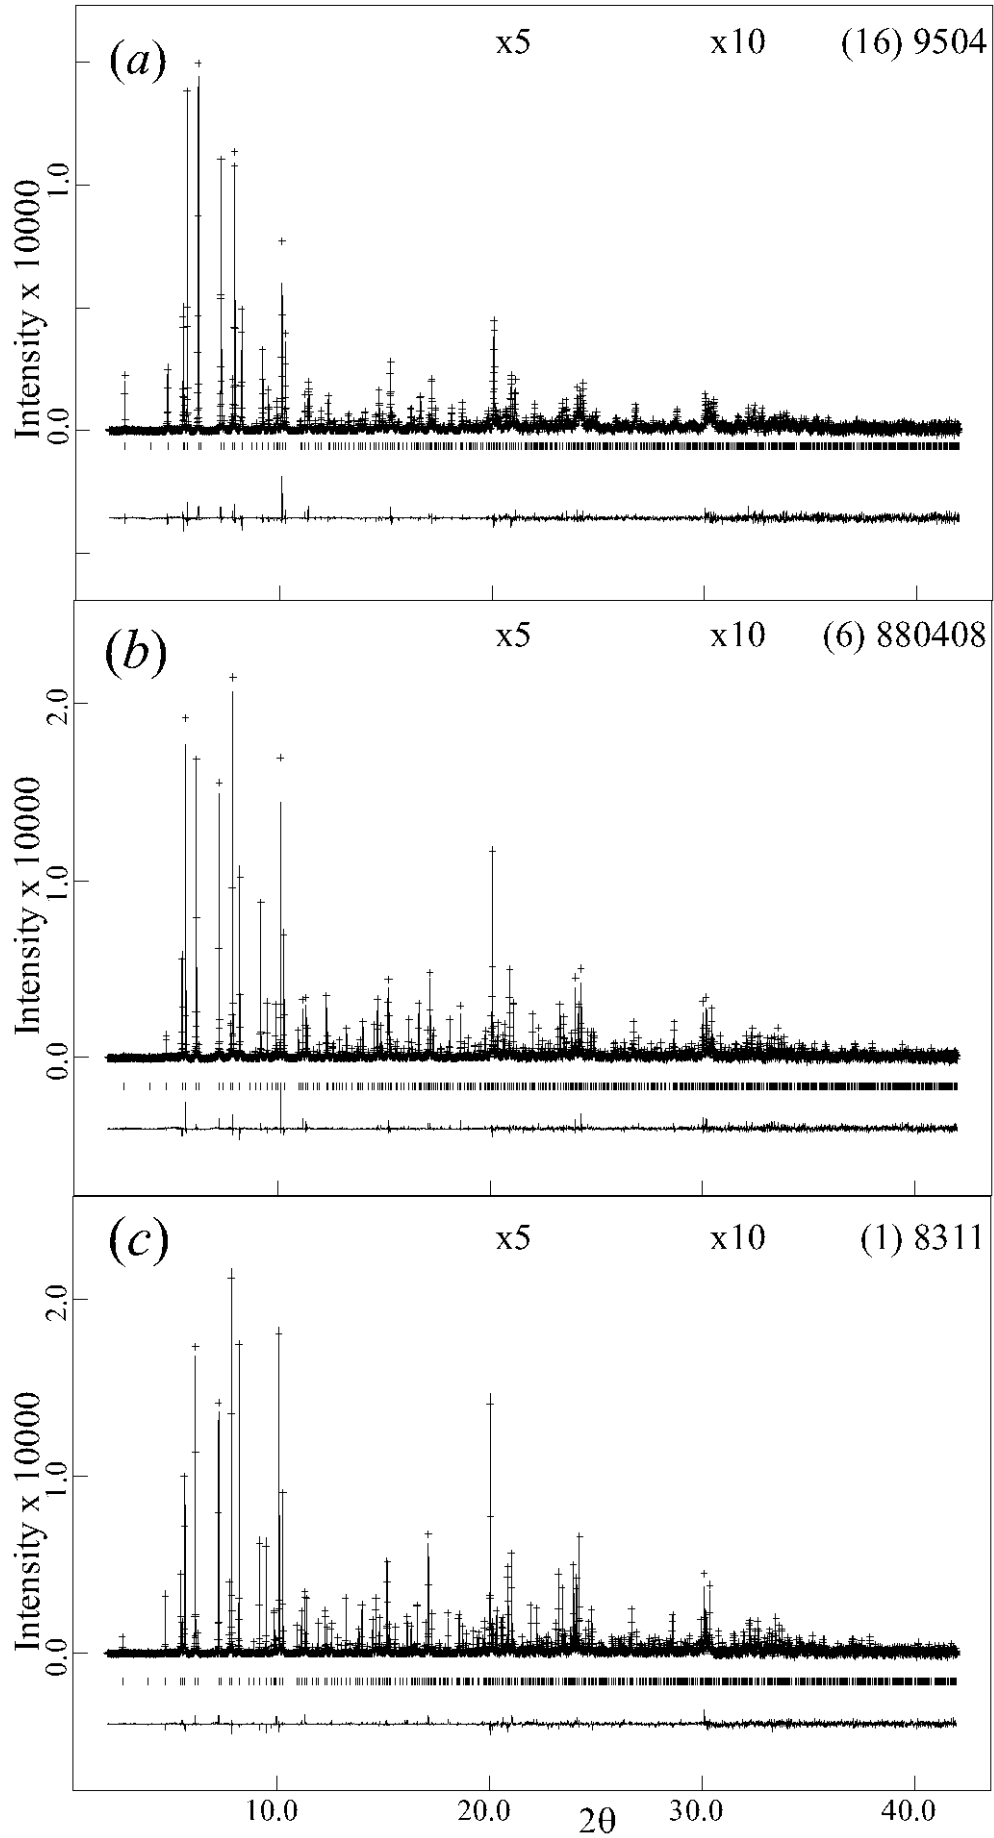 (a) x5 x10 (16) 9504
1.0
0.0
Intensity x 10000
(b) x5 x10 (6) 880408
2.0
1.0
0.0
Intensity x 10000
(c) x5 x10 (1) 8311
2.0
1.0
0.0
Intensity x 10000
10.0 20.0 30.0 40.0
2θ